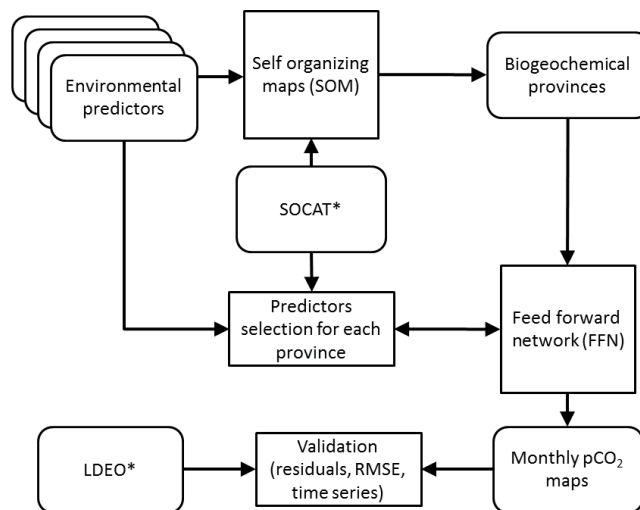 Environmental
predictors
Self organizing
maps (SOM)
Biogeochemical
provinces
SOCAT*
Predictors
selection for each
province
Feed forward
network (FFN)
LDEO*
Validation
(residuals, RMSE,
time series)
Monthly pCO₂
maps